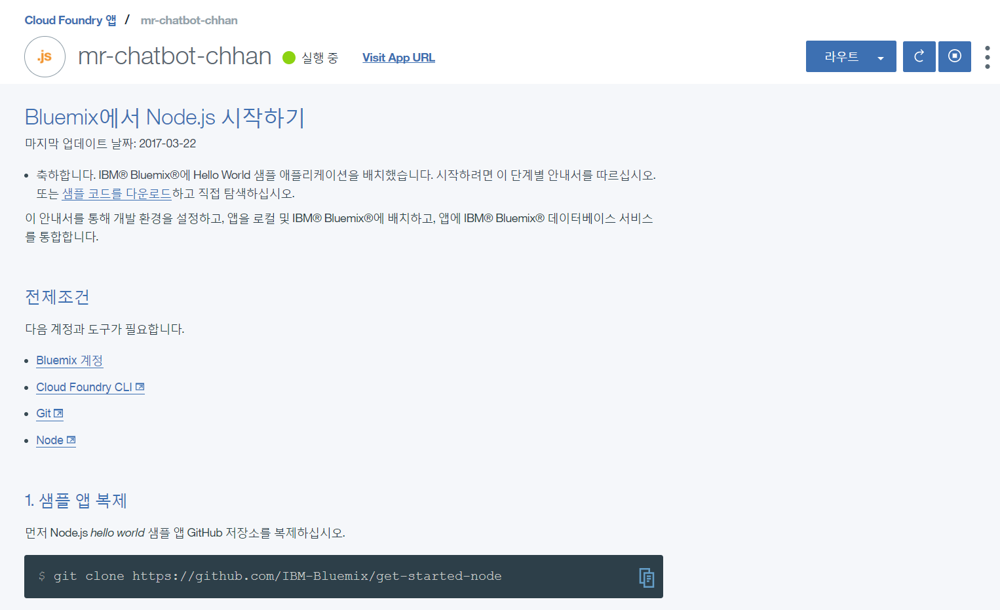 Cloud Foundry 앱 / mr-chatbot-chhan
.js mr-chatbot-chhan 실행 중 Visit App URL 라우트
Bluemix에서 Node.js 시작하기
마지막 업데이트 날짜: 2017-03-22
• 축하합니다. IBM® Bluemix®에 Hello World 샘플 애플리케이션을 배치했습니다. 시작하려면 이 단계별 안내서를 따르십시오.
또는 샘플 코드를 다운로드하고 직접 탐색하십시오.
이 안내서를 통해 개발 환경을 설정하고, 앱을 로컬 및 IBM® Bluemix®에 배치하고, 앱에 IBM® Bluemix® 데이터베이스 서비스
를 통합합니다.
전제조건
다음 계정과 도구가 필요합니다.
• Bluemix 계정
• Cloud Foundry CLI
• Git
• Node
1. 샘플 앱 복제
먼저 Node.js hello world 샘플 앱 GitHub 저장소를 복제하십시오.
$ git clone https://github.com/IBM-Bluemix/get-started-node